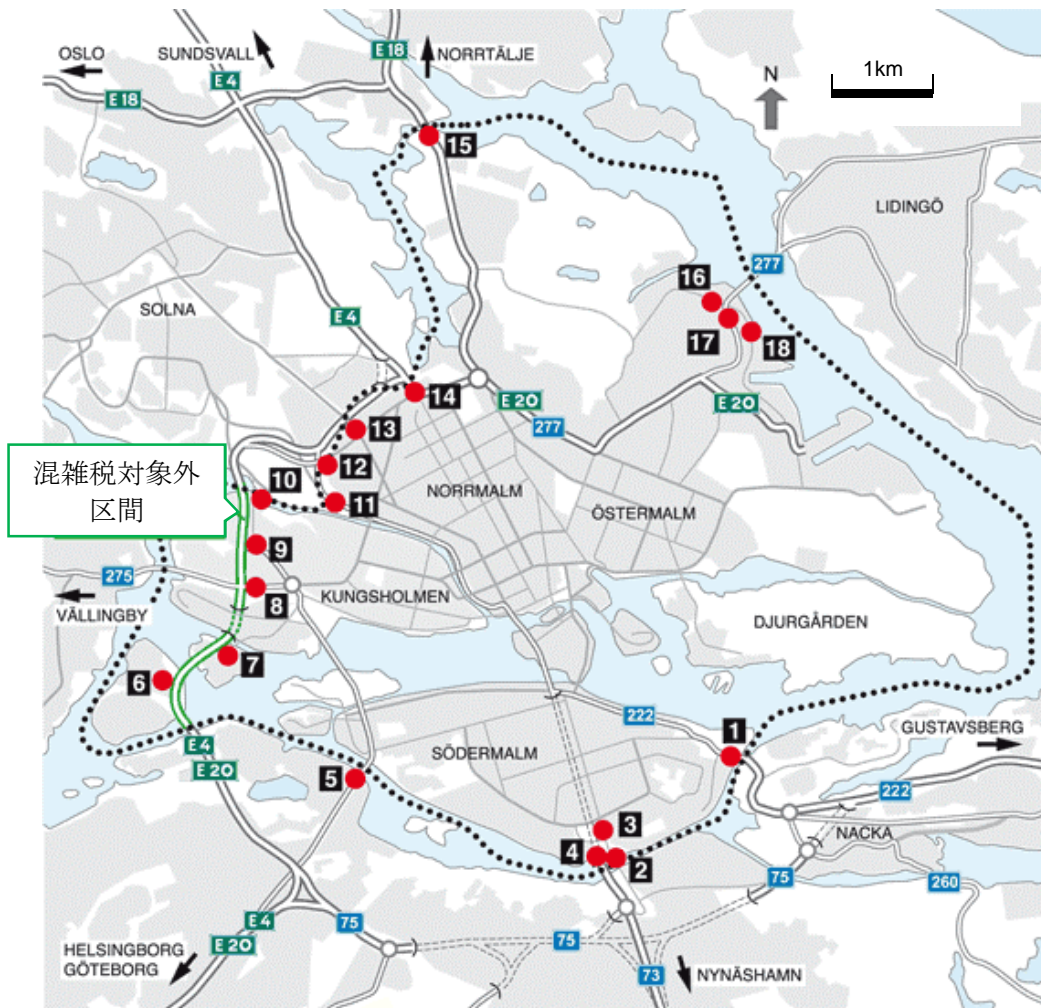 OSLO
SUNDSVALL
E 18
NORRTÄLJE
N
1km
E 4
E 18
15
LIDINGÖ
277
16
SOLNA
E 4
17
18
14
E 20
E 20
277
13
混雑税対象外
区間
12
10
11
NORRMALM
ÖSTERMALM
9
275
8
KUNGSHOLMEN
VÄLLINGBY
DJURGÅRDEN
7
6
222
1
GUSTAVSBERG
E 4
SÖDERMALM
E 20
5
222
3
NACKA
4
2
75
260
E 4
75
E 20
75
HELSINGBORG
GÖTEBORG
73
NYNÄSHAMN